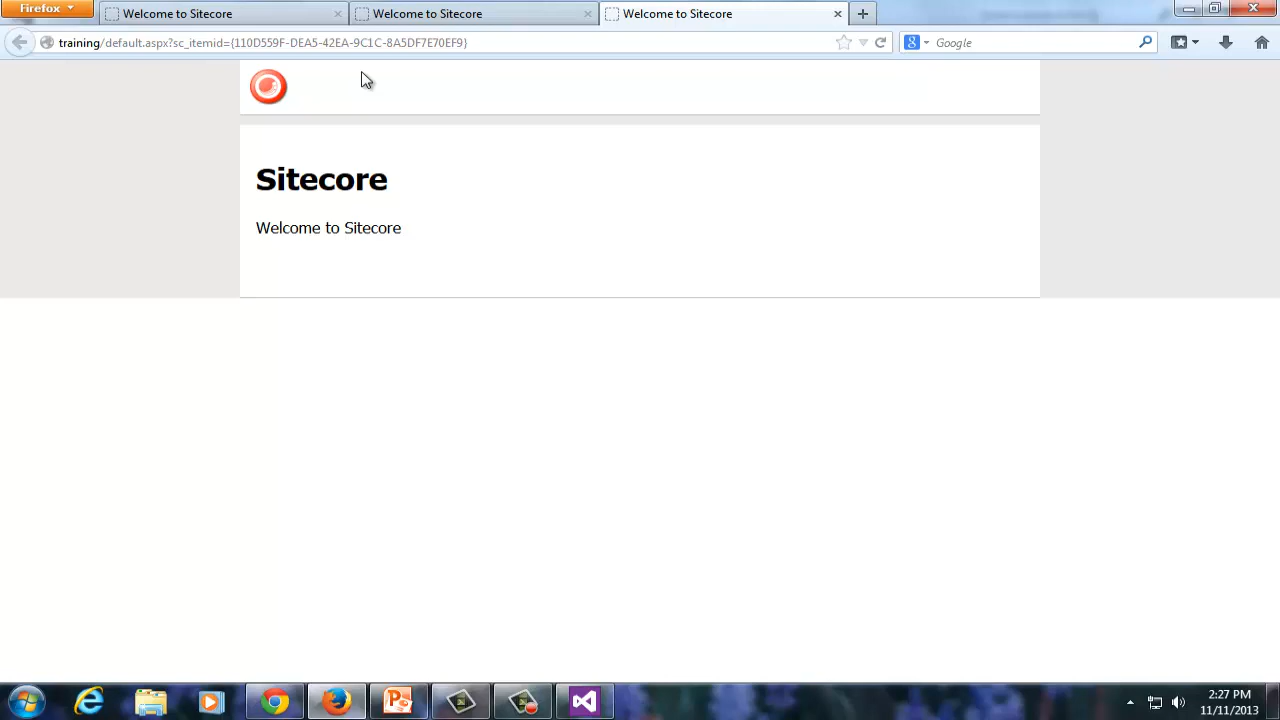 Firefox
Welcome to Sitecore
Welcome to Sitecore
Welcome to Sitecore
training/default.aspx?sc_itemid={110D559F-DEA5-42EA-9C1C-8A5DF7E70EF9}
Google
Sitecore
Welcome to Sitecore
2:27 PM
11/11/2013